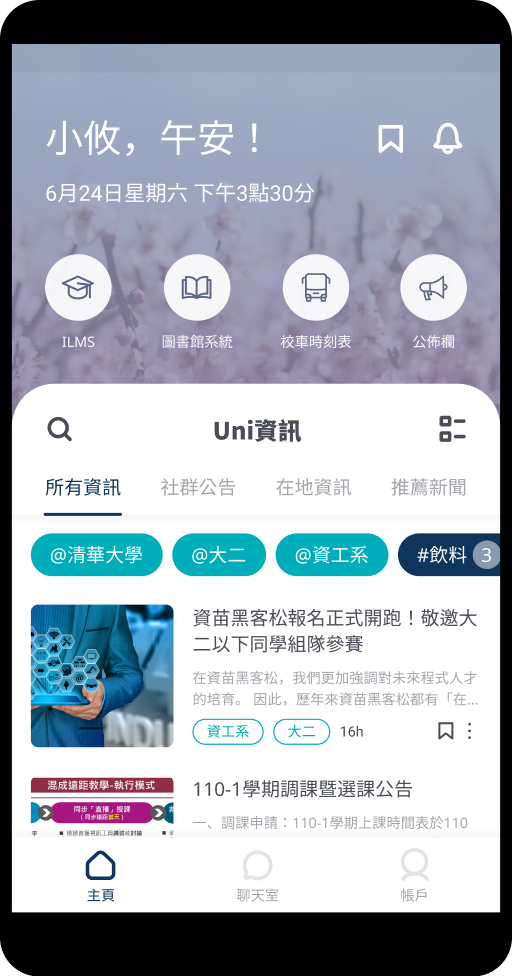 小攸，午安！
6月24日星期六 下午3點30分
ILMS
圖書館系統
校車時刻表
公佈欄
Uni資訊
所有資訊
社群公告
在地資訊
推薦新聞
@清華大學
@大二
@資工系
#飲料 3
資苗黑客松報名正式開跑！敬邀大
二以下同學組隊參賽
在資苗黑客松，我們更加強調對未來程式人才
的培育。 因此，歷年來資苗黑客松都有「在...
資工系
大二
16h
混成遠距教學-執行模式
同步「直播」授課
(同步遠距當天)
110-1學期調課暨選課公告
一、調課申請：110-1學期上課時間表於110
主頁
聊天室
帳戶